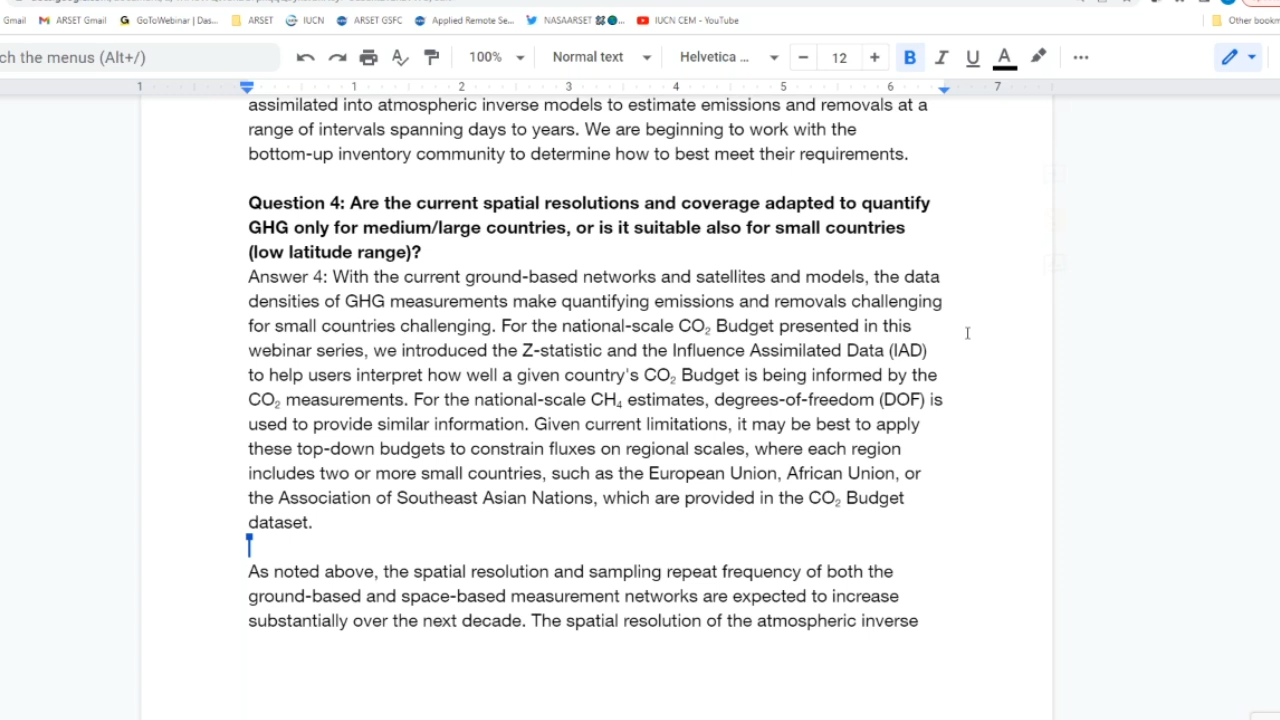 Gmail ARSET Gmail GoToWebinar | Das... ARSET IUCN ARSET GSFC Applied Remote Se... NASAARSET IUCN CEM - YouTube Other bookm
ch the menus (Alt+/) 100% Normal text Helvetica ... − 12 + B I U A
1 1 2 3 4 5 6 7
assimilated into atmospheric inverse models to estimate emissions and removals at a
range of intervals spanning days to years. We are beginning to work with the
bottom-up inventory community to determine how to best meet their requirements.
Question 4: Are the current spatial resolutions and coverage adapted to quantify
GHG only for medium/large countries, or is it suitable also for small countries
(low latitude range)?
Answer 4: With the current ground-based networks and satellites and models, the data
densities of GHG measurements make quantifying emissions and removals challenging
for small countries challenging. For the national-scale CO₂ Budget presented in this
webinar series, we introduced the Z-statistic and the Influence Assimilated Data (IAD)
to help users interpret how well a given country's CO₂ Budget is being informed by the
CO₂ measurements. For the national-scale CH₄ estimates, degrees-of-freedom (DOF) is
used to provide similar information. Given current limitations, it may be best to apply
these top-down budgets to constrain fluxes on regional scales, where each region
includes two or more small countries, such as the European Union, African Union, or
the Association of Southeast Asian Nations, which are provided in the CO₂ Budget
dataset.
As noted above, the spatial resolution and sampling repeat frequency of both the
ground-based and space-based measurement networks are expected to increase
substantially over the next decade. The spatial resolution of the atmospheric inverse